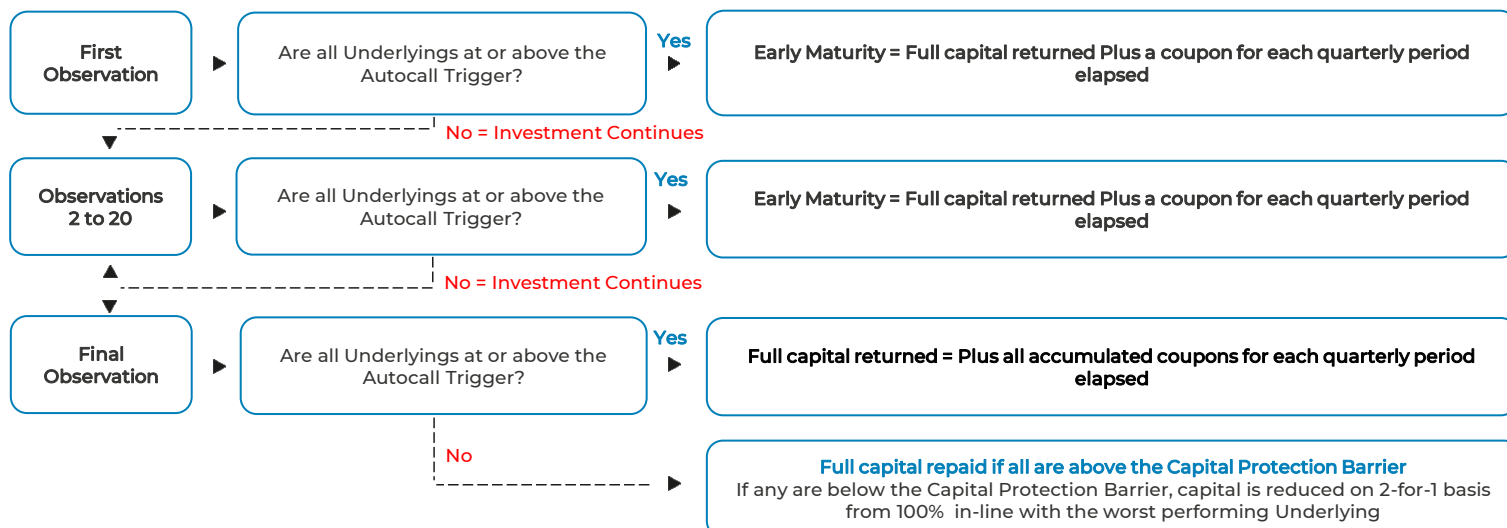 First
Observation
Are all Underlyings at or above the
Autocall Trigger?
Yes
Early Maturity = Full capital returned Plus a coupon for each quarterly period
elapsed
No = Investment Continues
Observations
2 to 20
Are all Underlyings at or above the
Autocall Trigger?
Yes
Early Maturity = Full capital returned Plus a coupon for each quarterly period
elapsed
No = Investment Continues
Final
Observation
Are all Underlyings at or above the
Autocall Trigger?
Yes
Full capital returned = Plus all accumulated coupons for each quarterly period
elapsed
No
Full capital repaid if all are above the Capital Protection Barrier
If any are below the Capital Protection Barrier, capital is reduced on 2-for-1 basis
from 100% in-line with the worst performing Underlying